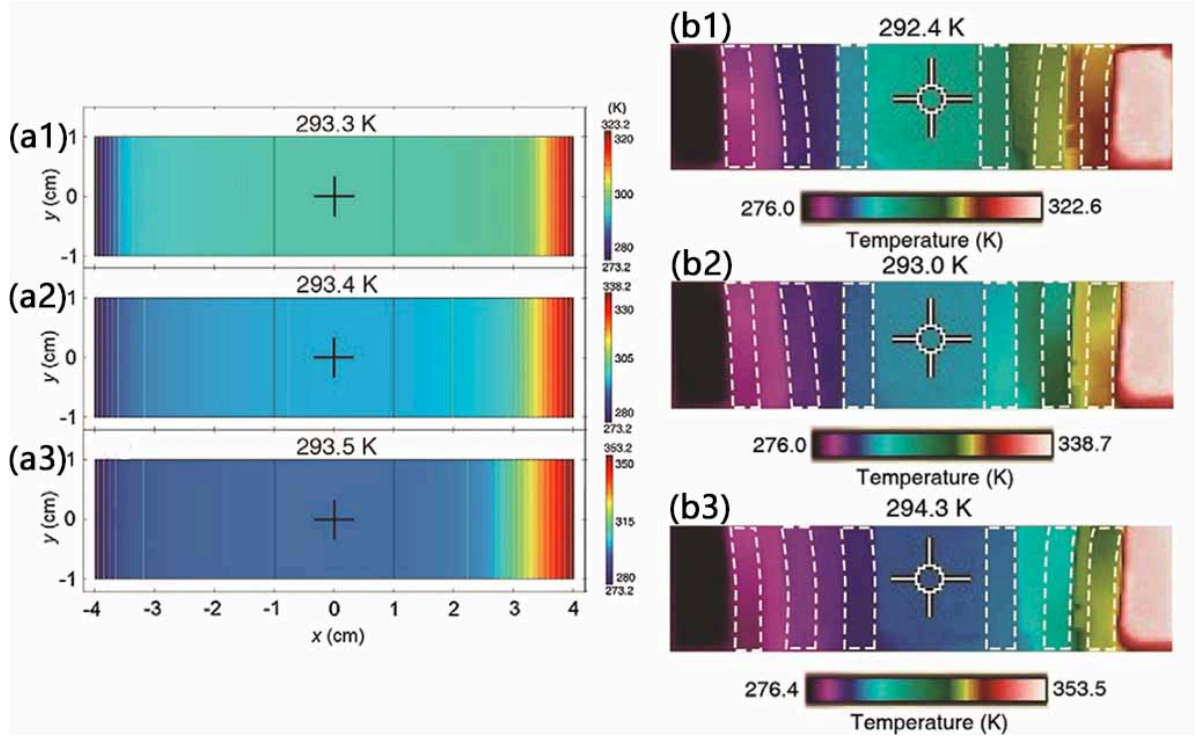 (a1)
293.3 K
(K)
323.2
320
300
280
273.2
1
0
-1
y (cm)
(a2)
293.4 K
338.2
330
305
280
273.2
1
0
-1
y (cm)
(a3)
293.5 K
353.2
350
315
280
273.2
1
0
-1
y (cm)
-4 -3 -2 -1 0 1 2 3 4
x (cm)
(b1)
292.4 K
276.0 322.6
Temperature (K)
(b2)
293.0 K
276.0 338.7
Temperature (K)
(b3)
294.3 K
276.4 353.5
Temperature (K)